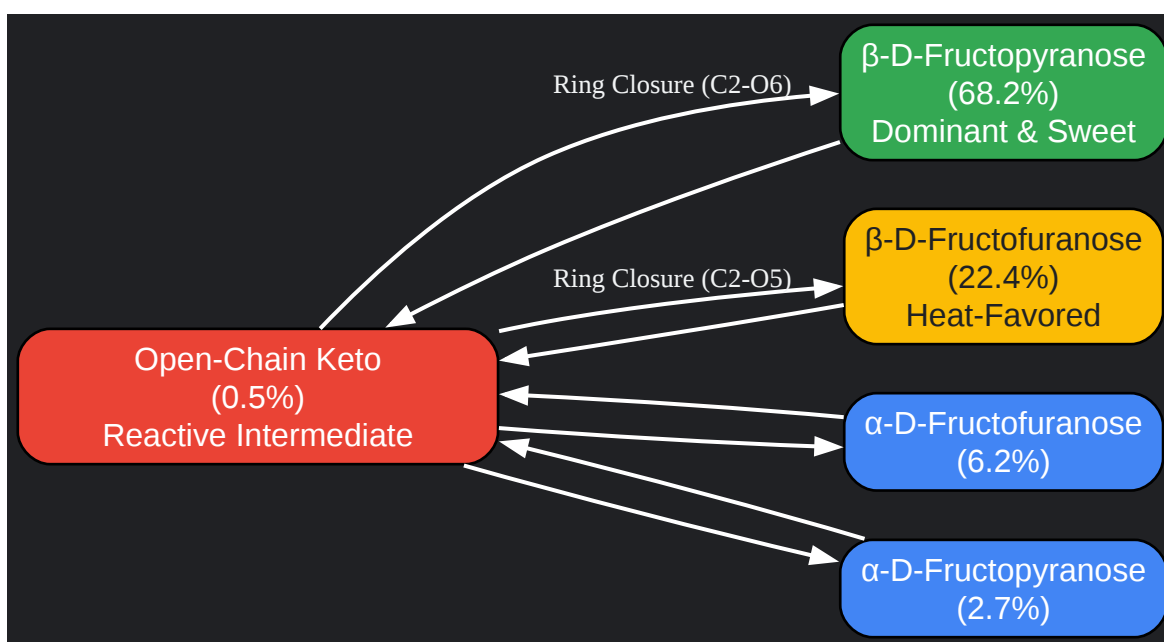 β-D-Fructopyranose
(68.2%)
Dominant & Sweet
Ring Closure (C2-O6)
β-D-Fructofuranose
(22.4%)
Heat-Favored
Ring Closure (C2-O5)
Open-Chain Keto
(0.5%)
Reactive Intermediate
α-D-Fructofuranose
(6.2%)
α-D-Fructopyranose
(2.7%)